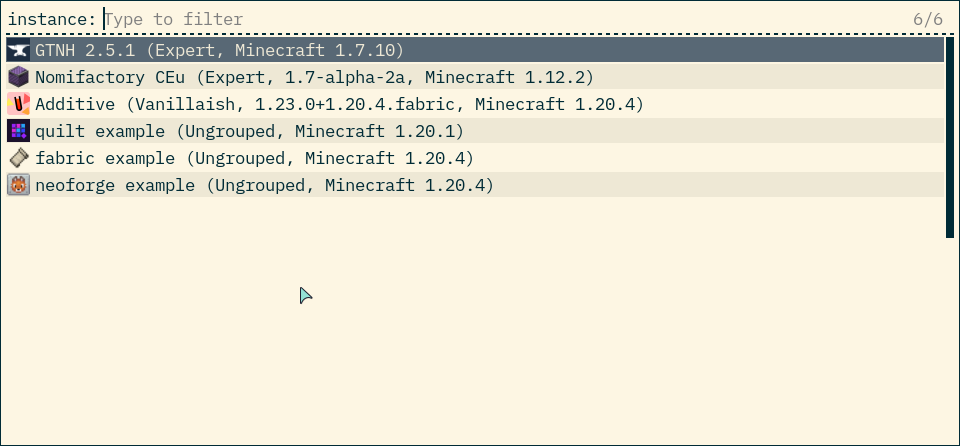 instance: Type to filter 6/6
GTNH 2.5.1 (Expert, Minecraft 1.7.10)
Nomifactory CEu (Expert, 1.7-alpha-2a, Minecraft 1.12.2)
Additive (Vanillaish, 1.23.0+1.20.4.fabric, Minecraft 1.20.4)
quilt example (Ungrouped, Minecraft 1.20.1)
fabric example (Ungrouped, Minecraft 1.20.4)
neoforge example (Ungrouped, Minecraft 1.20.4)